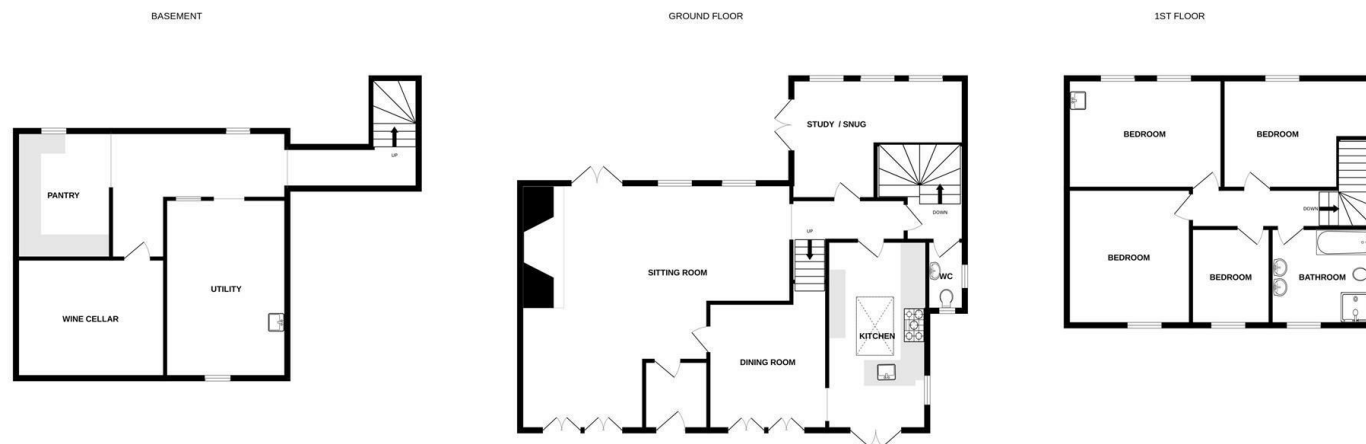 BASEMENT
GROUND FLOOR
1ST FLOOR
UP
PANTRY
UTILITY
WINE CELLAR
STUDY / SNUG
DOWN
UP
SITTING ROOM
WC
KITCHEN
DINING ROOM
BEDROOM
BEDROOM
DOWN
BEDROOM
BEDROOM
BATHROOM